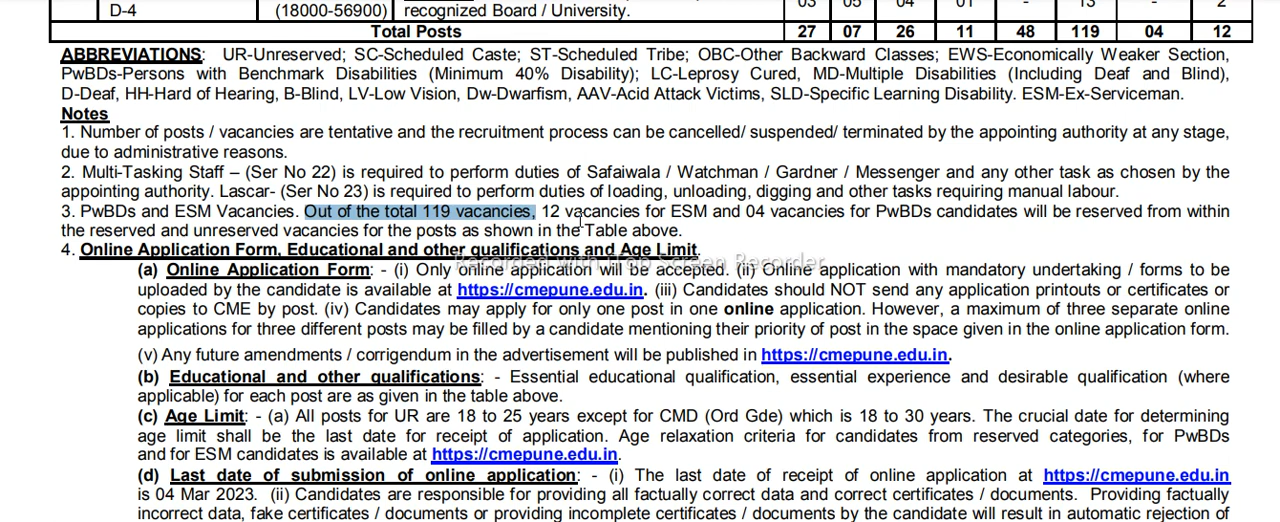 D-4 (18000-56900) recognized Board / University. 03 05 04 01 - 13 - 2
Total Posts 27 07 26 11 48 119 04 12
ABBREVIATIONS: UR-Unreserved; SC-Scheduled Caste; ST-Scheduled Tribe; OBC-Other Backward Classes; EWS-Economically Weaker Section,
PwBDs-Persons with Benchmark Disabilities (Minimum 40% Disability); LC-Leprosy Cured, MD-Multiple Disabilities (Including Deaf and Blind),
D-Deaf, HH-Hard of Hearing, B-Blind, LV-Low Vision, Dw-Dwarfism, AAV-Acid Attack Victims, SLD-Specific Learning Disability. ESM-Ex-Serviceman.
Notes
1. Number of posts / vacancies are tentative and the recruitment process can be cancelled/ suspended/ terminated by the appointing authority at any stage,
due to administrative reasons.
2. Multi-Tasking Staff – (Ser No 22) is required to perform duties of Safaiwala / Watchman / Gardner / Messenger and any other task as chosen by the
appointing authority. Lascar- (Ser No 23) is required to perform duties of loading, unloading, digging and other tasks requiring manual labour.
3. PwBDs and ESM Vacancies. Out of the total 119 vacancies, 12 vacancies for ESM and 04 vacancies for PwBDs candidates will be reserved from within
the reserved and unreserved vacancies for the posts as shown in the Table above.
4. Online Application Form, Educational and other qualifications and Age Limit.
Recorded with iTop Screen Recorder
(a) Online Application Form: - (i) Only online application will be accepted. (ii) Online application with mandatory undertaking / forms to be
uploaded by the candidate is available at https://cmepune.edu.in. (iii) Candidates should NOT send any application printouts or certificates or
copies to CME by post. (iv) Candidates may apply for only one post in one online application. However, a maximum of three separate online
applications for three different posts may be filled by a candidate mentioning their priority of post in the space given in the online application form.
(v) Any future amendments / corrigendum in the advertisement will be published in https://cmepune.edu.in.
(b) Educational and other qualifications: - Essential educational qualification, essential experience and desirable qualification (where
applicable) for each post are as given in the table above.
(c) Age Limit: - (a) All posts for UR are 18 to 25 years except for CMD (Ord Gde) which is 18 to 30 years. The crucial date for determining
age limit shall be the last date for receipt of application. Age relaxation criteria for candidates from reserved categories, for PwBDs
and for ESM candidates is available at https://cmepune.edu.in.
(d) Last date of submission of online application: - (i) The last date of receipt of online application at https://cmepune.edu.in
is 04 Mar 2023. (ii) Candidates are responsible for providing all factually correct data and correct certificates / documents. Providing factually
incorrect data, fake certificates / documents or providing incomplete certificates / documents by the candidate will result in automatic rejection of